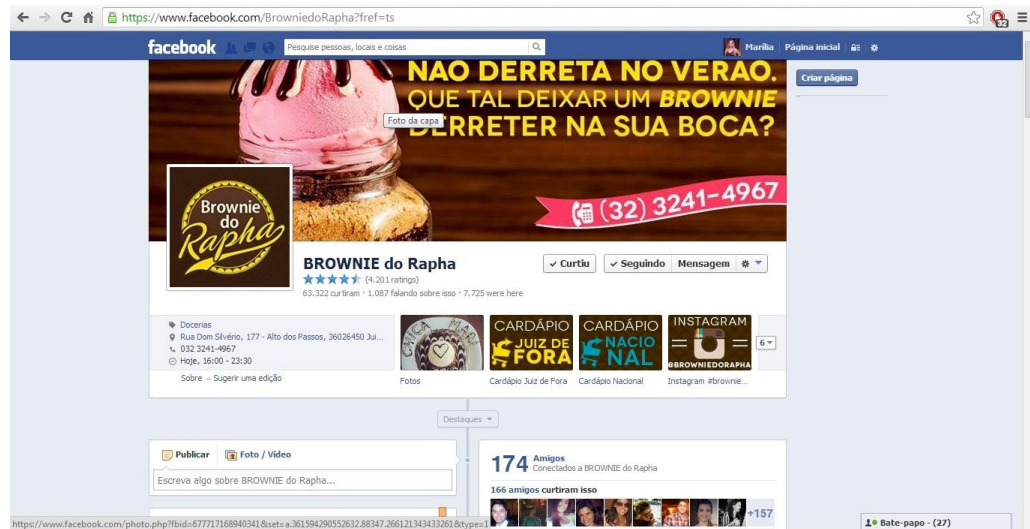 https://www.facebook.com/BrowniedoRapha?fref=ts
facebook
Pesquise pessoas, locais e coisas
Marília
Página inicial
NAO DERRETA NO VERAO.
QUE TAL DEIXAR UM BROWNIE
DERRETER NA SUA BOCA?
Foto da capa
(32) 3241-4967
Criar página
Brownie
do
Rapha
BROWNIE do Rapha
(4.201 ratings)
63.322 curtiram · 1.087 falando sobre isso · 7.725 were here
✓ Curtiu
✓ Seguindo
Mensagem
Docerias
Rua Dom Silvério, 177 - Alto dos Passos, 36026450 Jui...
032 3241-4967
Hoje, 16:00 - 23:30
Sobre – Sugerir uma edição
Fotos
CARDÁPIO
JUIZ DE
FORA
Cardápio Juiz de Fora
CARDÁPIO
NACIO
NAL
Cardápio Nacional
INSTAGRAM
@BROWNIEDORAPHA
Instagram #brownie...
6
Destaques
Publicar
Foto / Vídeo
Escreva algo sobre BROWNIE do Rapha...
174 Amigos
Conectados a BROWNIE do Rapha
166 amigos curtiram isso
+157
https://www.facebook.com/photo.php?fbid=677717168940341&set=a.361594290552632.88347.266121343433261&type=1
Bate-papo - (27)